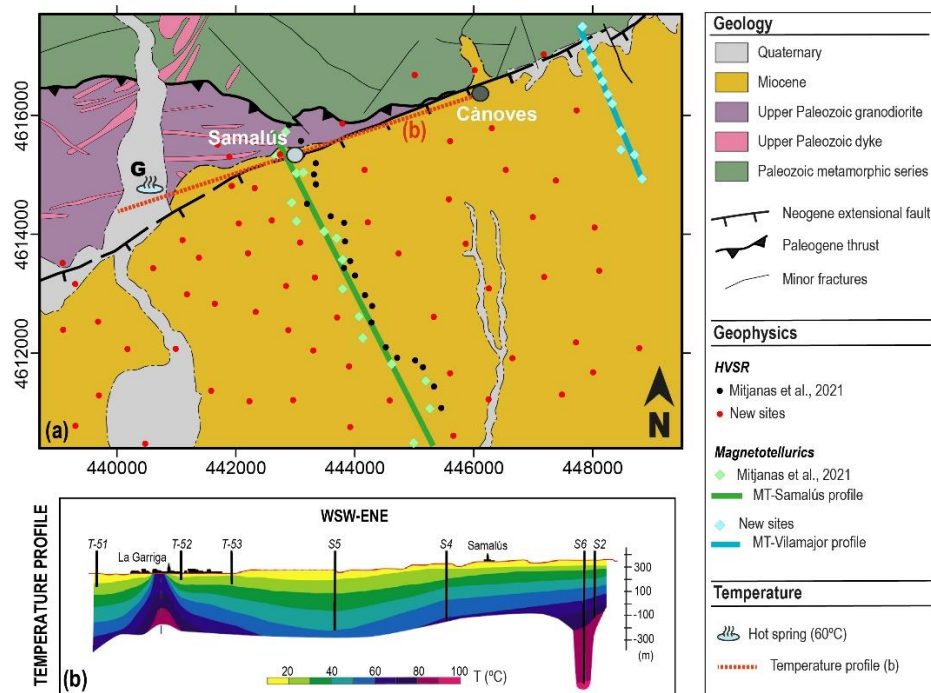 4616000
4614000
4612000
Samalús
Cànoves
(b)
G
(a)
N
440000 442000 444000 446000 448000
Geology
Quaternary
Miocene
Upper Paleozoic granodiorite
Upper Paleozoic dyke
Paleozoic metamorphic series
Neogene extensional fault
Paleogene thrust
Minor fractures
Geophysics
HVSR
Mitjanas et al., 2021
New sites
Magnetotellurics
Mitjanas et al., 2021
MT-Samalús profile
New sites
MT-Vilamajor profile
Temperature
Hot spring (60ºC)
Temperature profile (b)
TEMPERATURE PROFILE
WSW-ENE
T-51 La Garriga T-52 T-53 S5 S4 Samalús S6 S2
300
100
-100
-300
(m)
(b)
20 40 60 80 100 T (ºC)